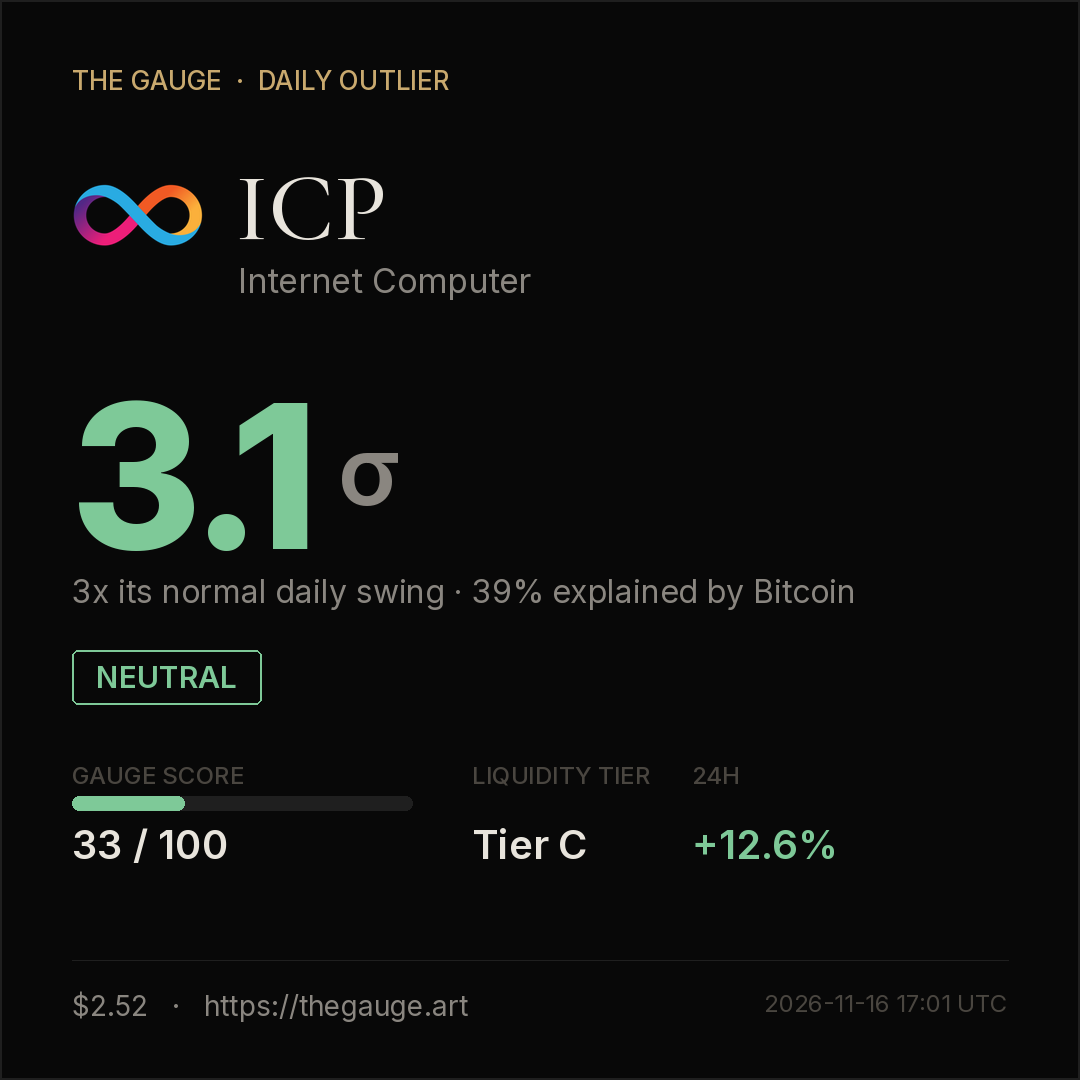 THE GAUGE · DAILY OUTLIER
ICP
Internet Computer
3.1 σ
3x its normal daily swing · 39% explained by Bitcoin
NEUTRAL
GAUGE SCORE LIQUIDITY TIER 24H
33 / 100 Tier C +12.6%
$2.52 · https://thegauge.art 2026-11-16 17:01 UTC